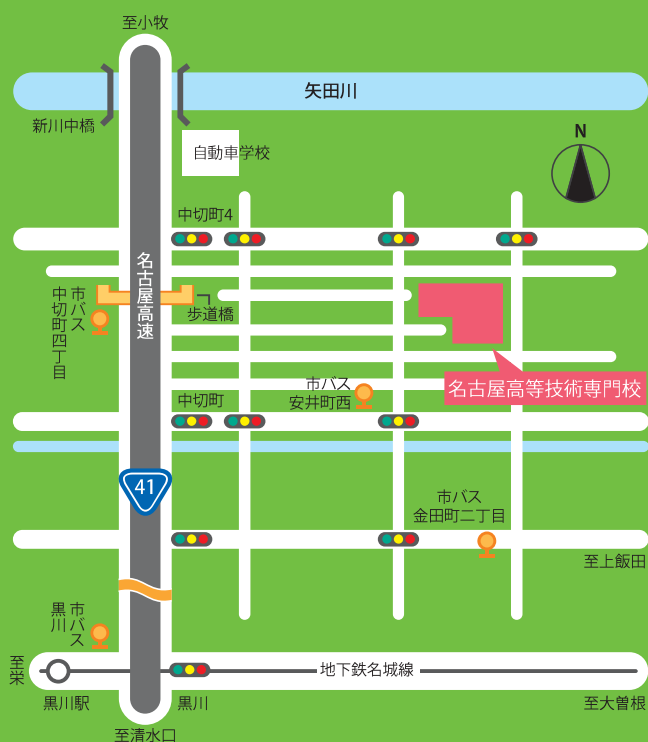 至小牧
矢田川
新川中橋
自動車学校
N
中切町4
名古屋高速
市バス
中切町四丁目
歩道橋
名古屋高等技術専門校
市バス
安井町西
中切町
41
市バス
金田町二丁目
至上飯田
市バス
黒川
至栄
地下鉄名城線
黒川駅
黒川
至大曽根
至清水口